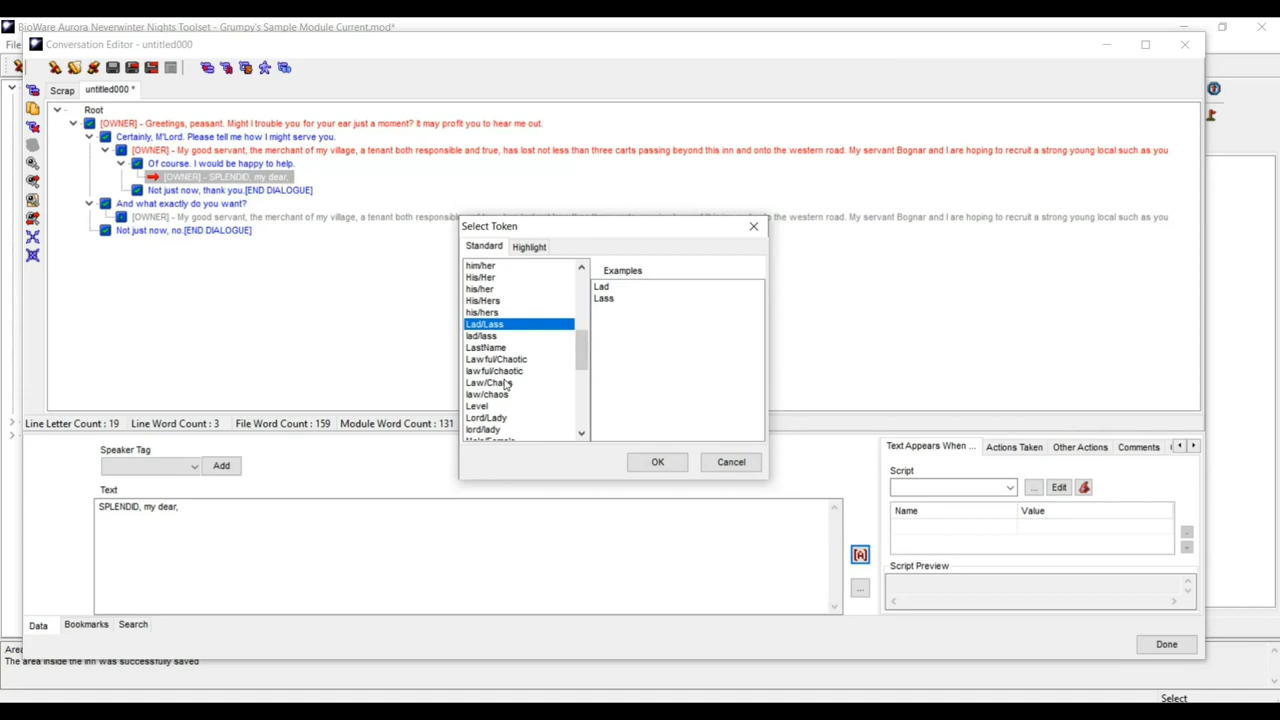 BioWare Aurora Neverwinter Nights Toolset - Grumpy's Sample Module Current.mod*
File
Conversation Editor - untitled000
Scrap
untitled000 *
Root
[OWNER] - Greetings, peasant. Might I trouble you for your ear just a moment? It may profit you to hear me out.
Certainly, M'Lord. Please tell me how I might serve you.
[OWNER] - My good servant, the merchant of my village, a tenant both responsible and true, has lost not less than three carts passing beyond this inn and onto the western road. My servant Bognar and I are hoping to recruit a strong young local such as you
Of course. I would be happy to help.
[OWNER] - SPLENDID, my dear,
Not just now, thank you.[END DIALOGUE]
And what exactly do you want?
[OWNER] - My good servant, the merchant of my village, a tenant both responsible
western road. My servant Bognar and I are hoping to recruit a strong young local such as you
Not just now, no.[END DIALOGUE]
Select Token
Standard
Highlight
him/her
His/Her
his/her
His/Hers
his/hers
Lad/Lass
lad/lass
LastName
Lawful/Chaotic
lawful/chaotic
Law/Chaos
law/chaos
Level
Lord/Lady
lord/lady
Male/Female
Examples
Lad
Lass
OK
Cancel
Line Letter Count : 19
Line Word Count : 3
File Word Count : 159
Module Word Count : 131
Speaker Tag
Add
Text
SPLENDID, my dear,
[A]
...
Text Appears When ...
Actions Taken
Other Actions
Comments
Script
...
Edit
Name
Value
Script Preview
Data
Bookmarks
Search
Done
Area
The area inside the inn was successfully saved
Select